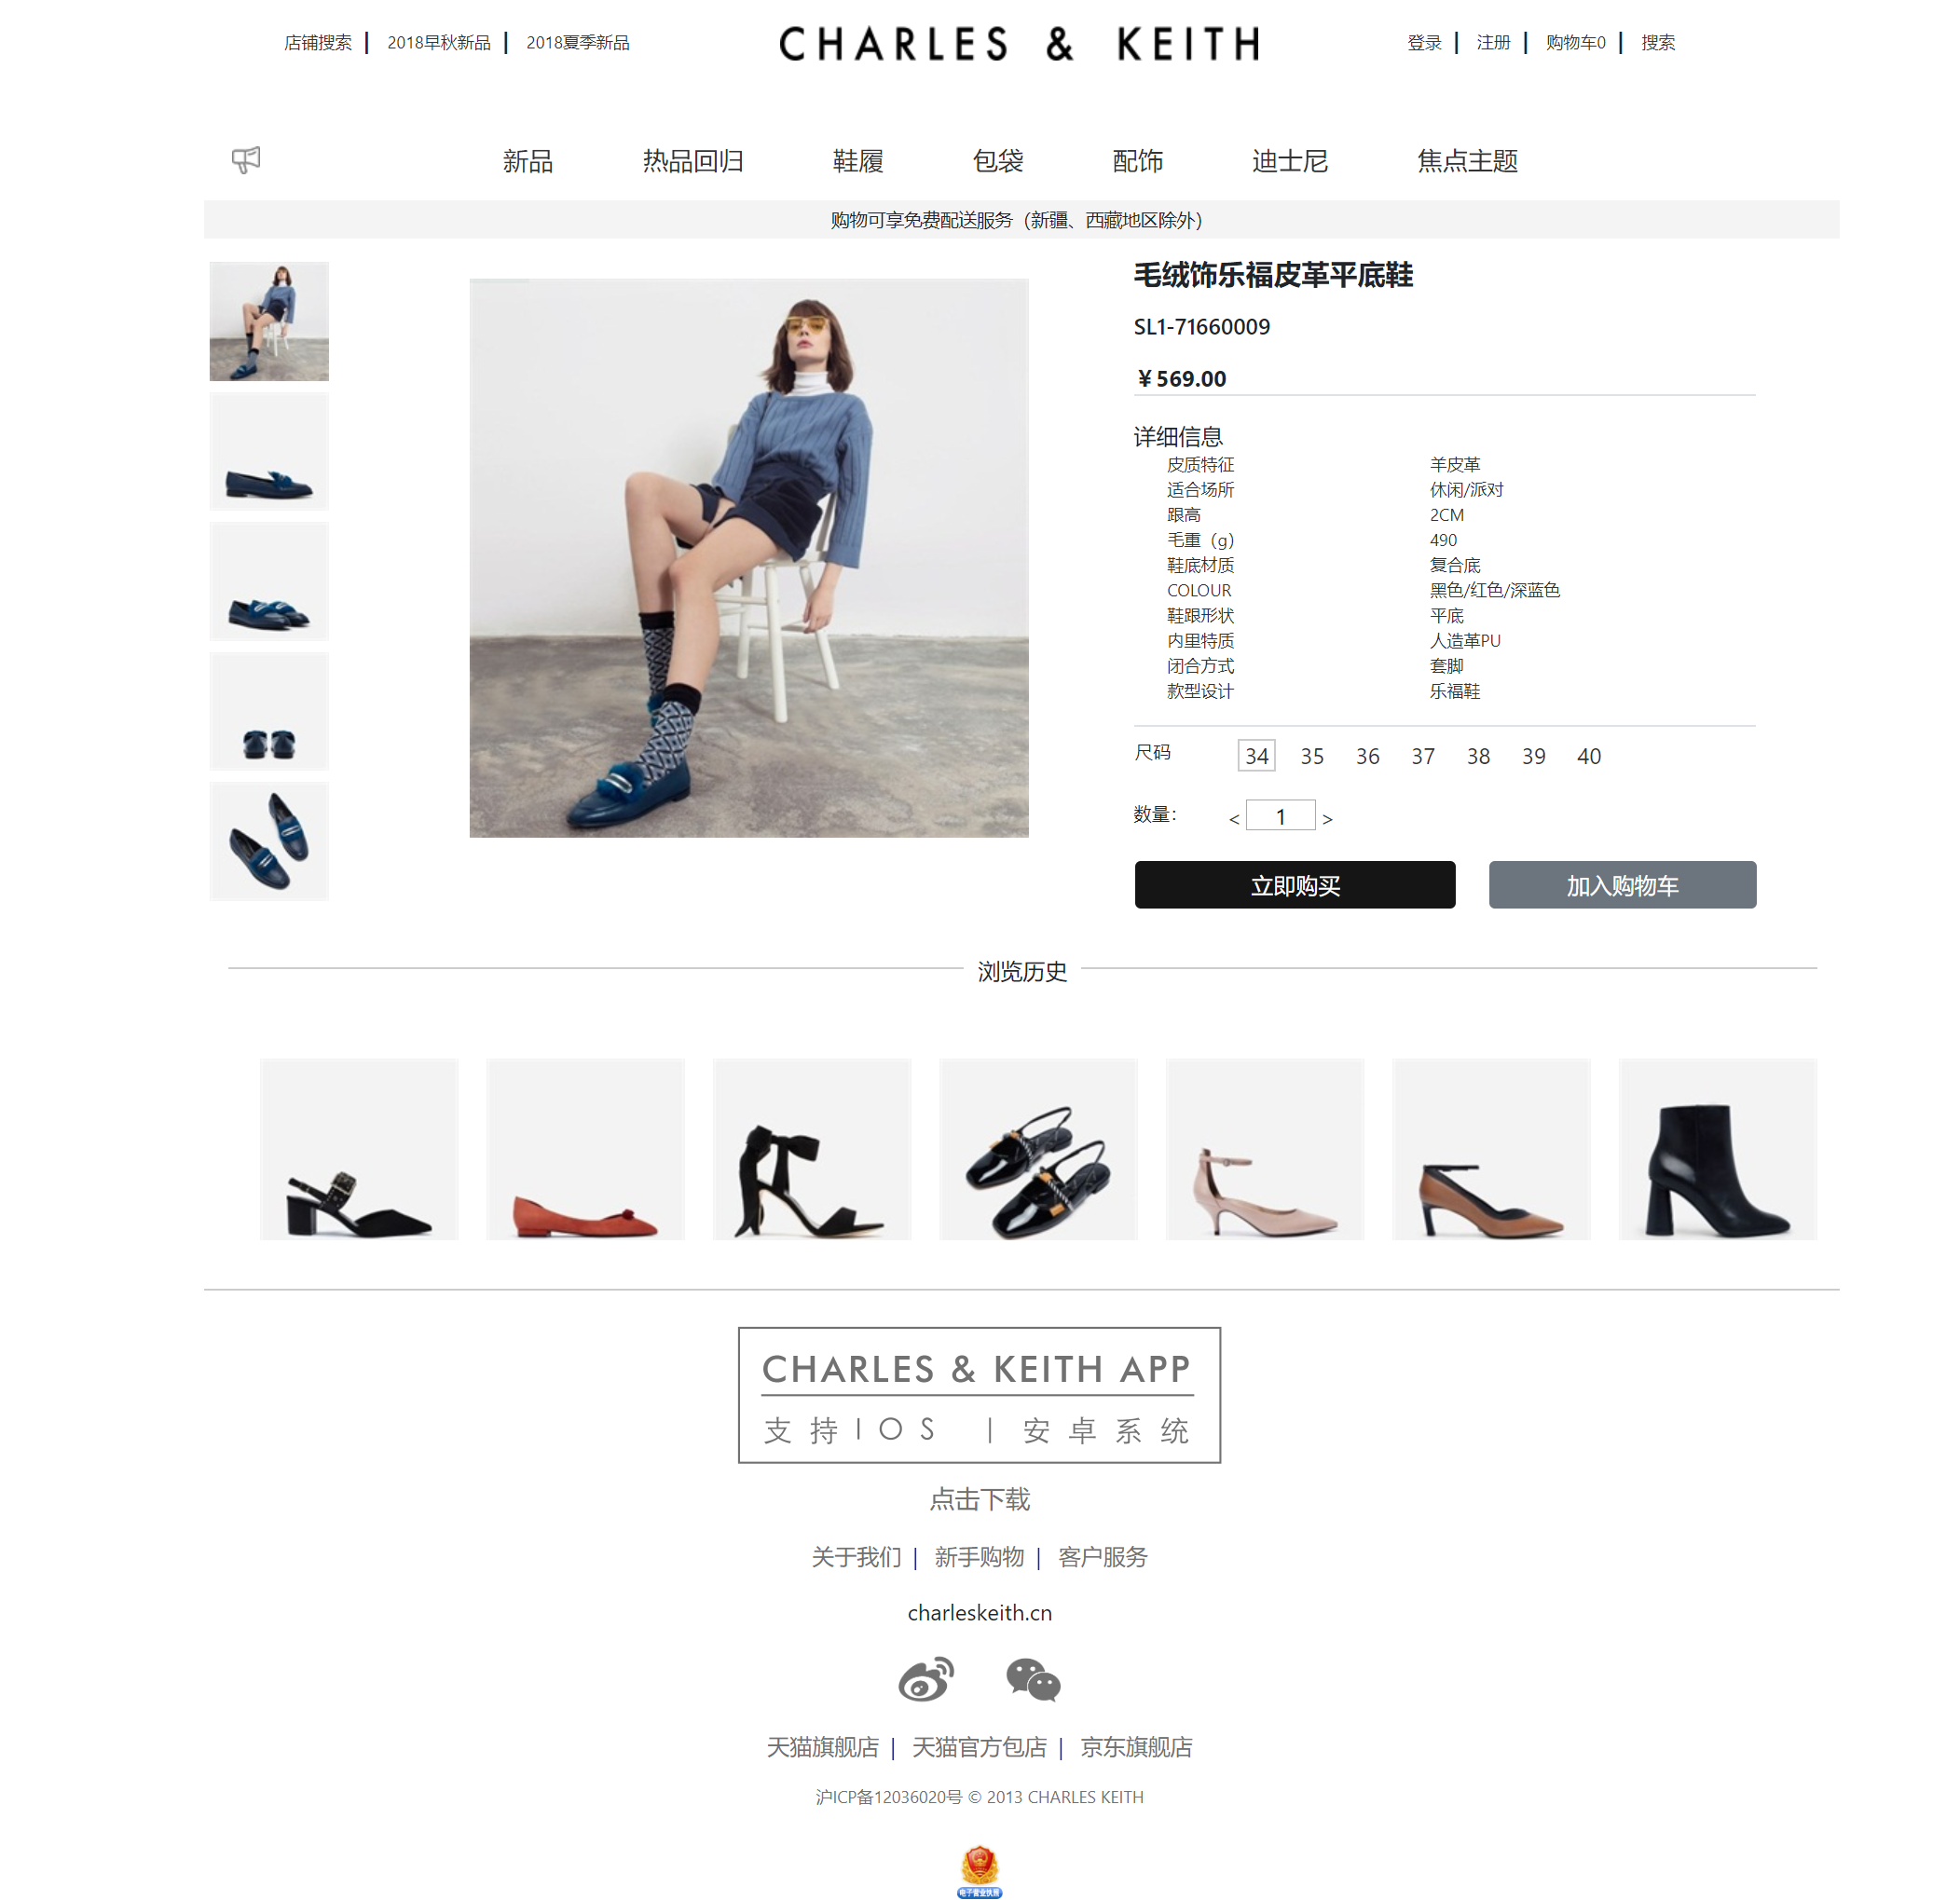 店铺搜索 | 2018早秋新品 | 2018夏季新品
CHARLES & KEITH
登录 | 注册 | 购物车0 | 搜索
新品 热品回归 鞋履 包袋 配饰 迪士尼 焦点主题
购物可享免费配送服务（新疆、西藏地区除外）
毛绒饰乐福皮革平底鞋
SL1-71660009
￥569.00
详细信息
皮质特征 羊皮革
适合场所 休闲/派对
跟高 2CM
毛重（g） 490
鞋底材质 复合底
COLOUR 黑色/红色/深蓝色
鞋跟形状 平底
内里特质 人造革PU
闭合方式 套脚
款型设计 乐福鞋
尺码 34 35 36 37 38 39 40
数量： < 1 >
立即购买 加入购物车
浏览历史
CHARLES & KEITH APP
支持IOS | 安卓系统
点击下载
关于我们 | 新手购物 | 客户服务
charleskeith.cn
天猫旗舰店 | 天猫官方包店 | 京东旗舰店
沪ICP备12036020号 © 2013 CHARLES KEITH
电子营业执照